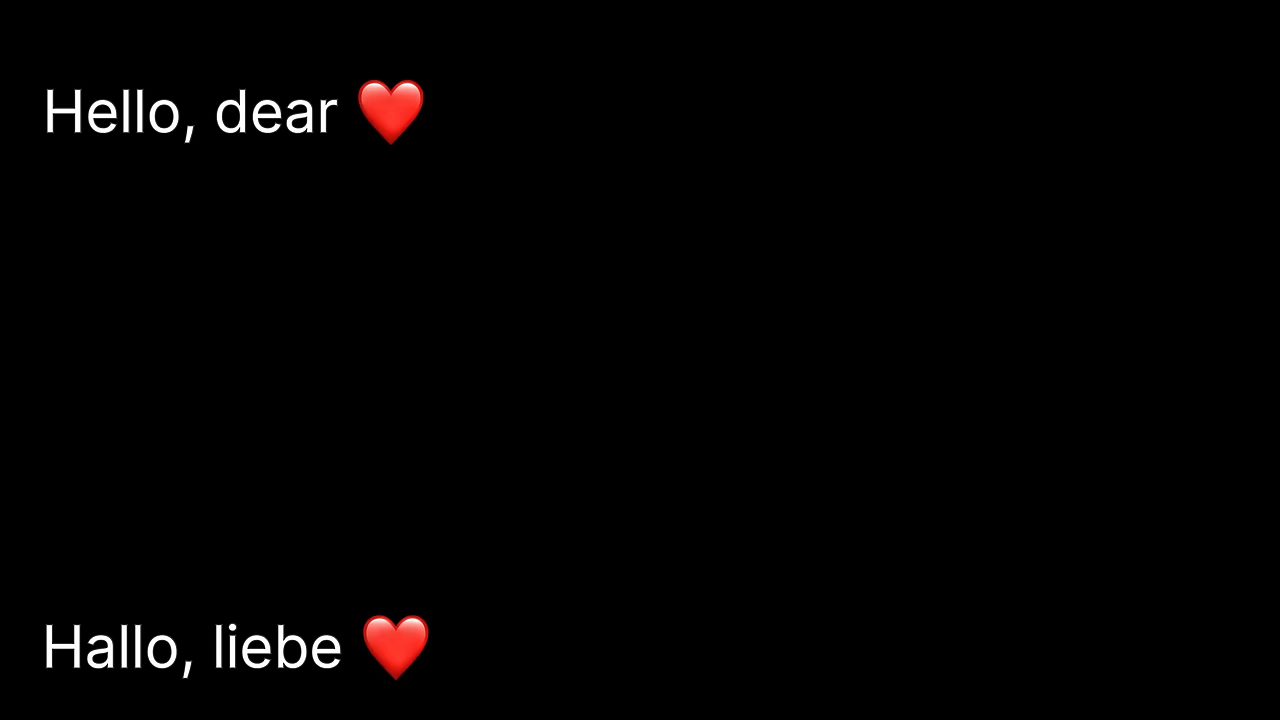 Hello, dear ❤️
Hallo, liebe ❤️